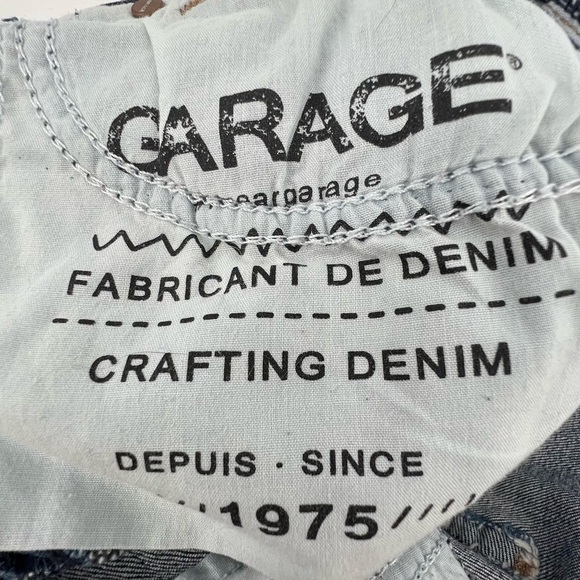 GARAGE®
FABRICANT DE DENIM
CRAFTING DENIM
DEPUIS · SINCE
1975////